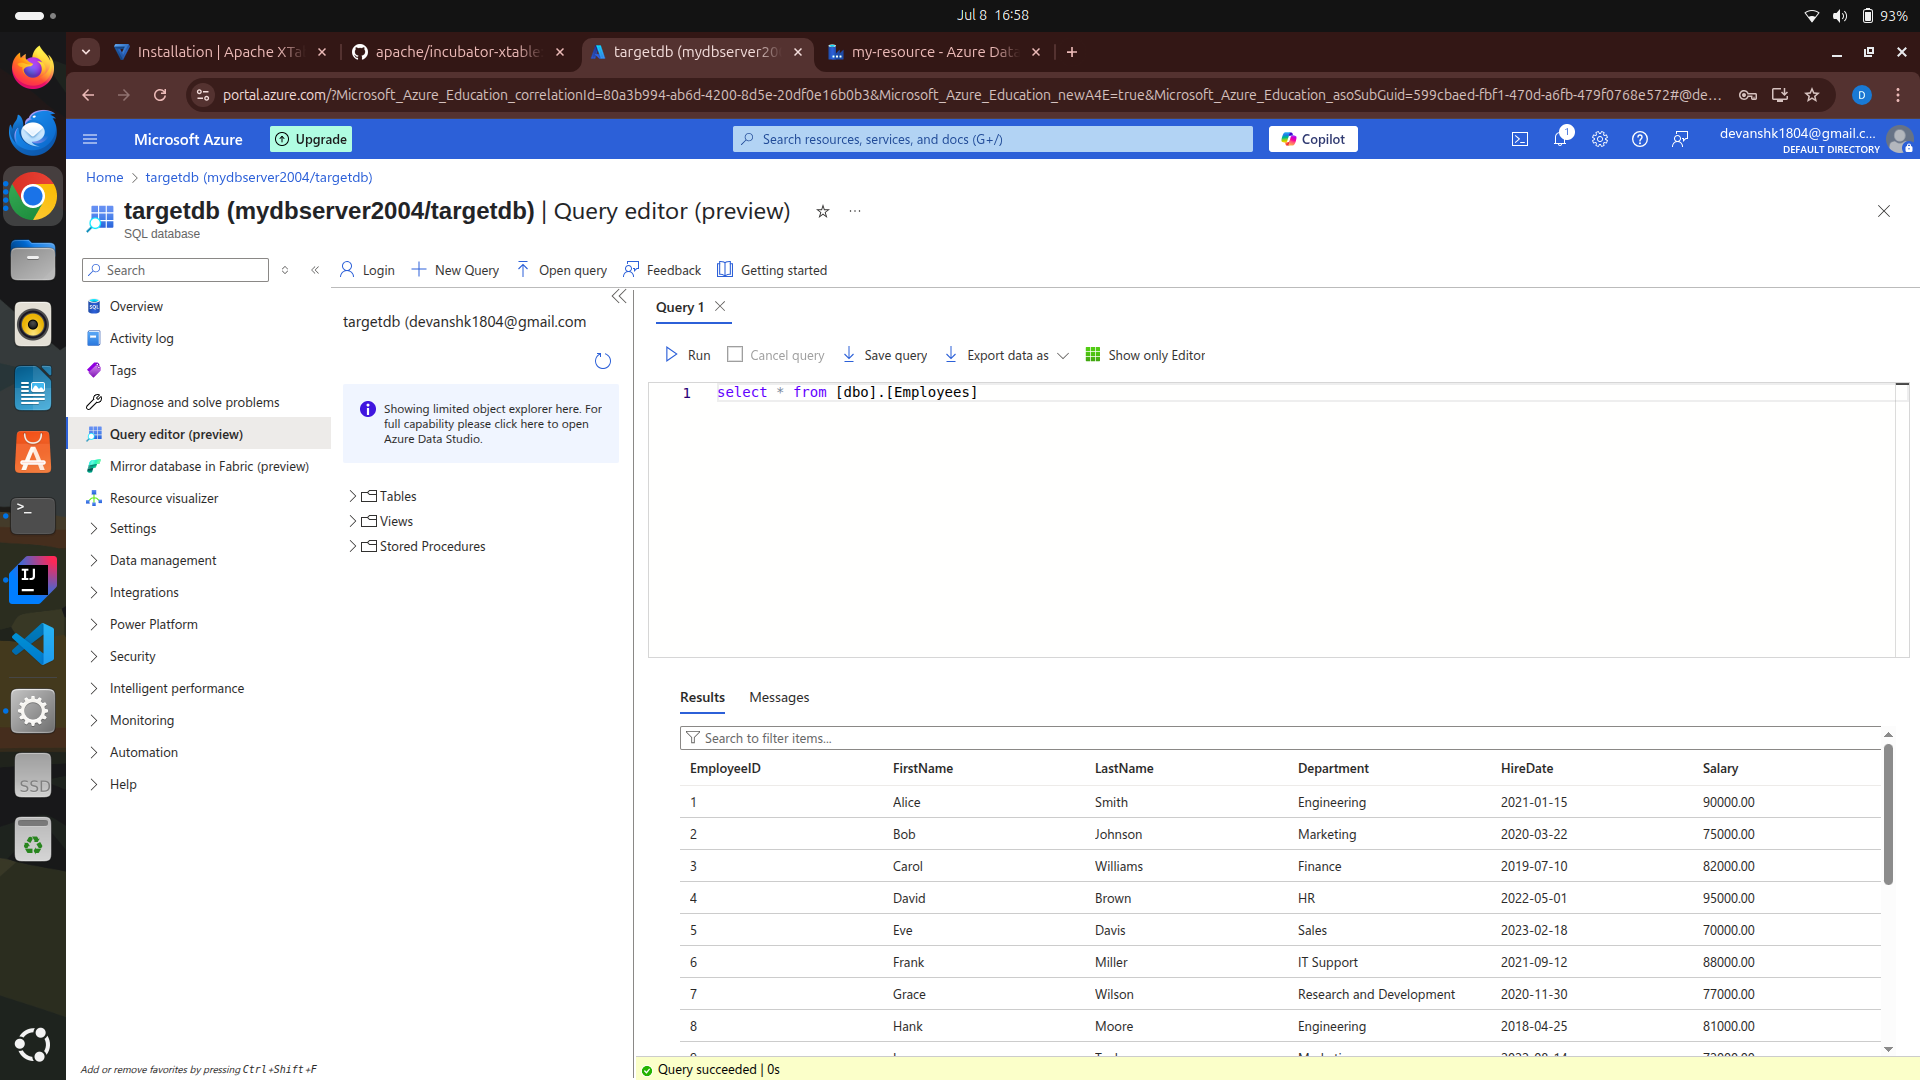 Jul 8 16:58
93%
Installation | Apache XTa
apache/incubator-xtable
targetdb (mydbserver20
my-resource - Azure Data
portal.azure.com/?Microsoft_Azure_Education_correlationId=80a3b994-ab6d-4200-8d5e-20df0e16b0b3&Microsoft_Azure_Education_newA4E=true&Microsoft_Azure_Education_asoSubGuid=599cbaed-fbf1-470d-a6fb-479f0768e572#@de...
D
Microsoft Azure
Upgrade
Search resources, services, and docs (G+/)
Copilot
1
devanshk1804@gmail.c...
DEFAULT DIRECTORY
Home > targetdb (mydbserver2004/targetdb)
targetdb (mydbserver2004/targetdb) | Query editor (preview)
SQL database
Search
Login
New Query
Open query
Feedback
Getting started
Overview
Activity log
Tags
Diagnose and solve problems
Query editor (preview)
Mirror database in Fabric (preview)
Resource visualizer
Settings
Data management
Integrations
Power Platform
Security
Intelligent performance
Monitoring
Automation
Help
Add or remove favorites by pressing Ctrl+Shift+F
targetdb (devanshk1804@gmail.com
Showing limited object explorer here. For
full capability please click here to open
Azure Data Studio.
Tables
Views
Stored Procedures
Query 1
Run
Cancel query
Save query
Export data as
Show only Editor
1 select * from [dbo].[Employees]
Results Messages
Search to filter items...
EmployeeID FirstName LastName Department HireDate Salary
1 Alice Smith Engineering 2021-01-15 90000.00
2 Bob Johnson Marketing 2020-03-22 75000.00
3 Carol Williams Finance 2019-07-10 82000.00
4 David Brown HR 2022-05-01 95000.00
5 Eve Davis Sales 2023-02-18 70000.00
6 Frank Miller IT Support 2021-09-12 88000.00
7 Grace Wilson Research and Development 2020-11-30 77000.00
8 Hank Moore Engineering 2018-04-25 81000.00
Query succeeded | 0s
SSD
IJ